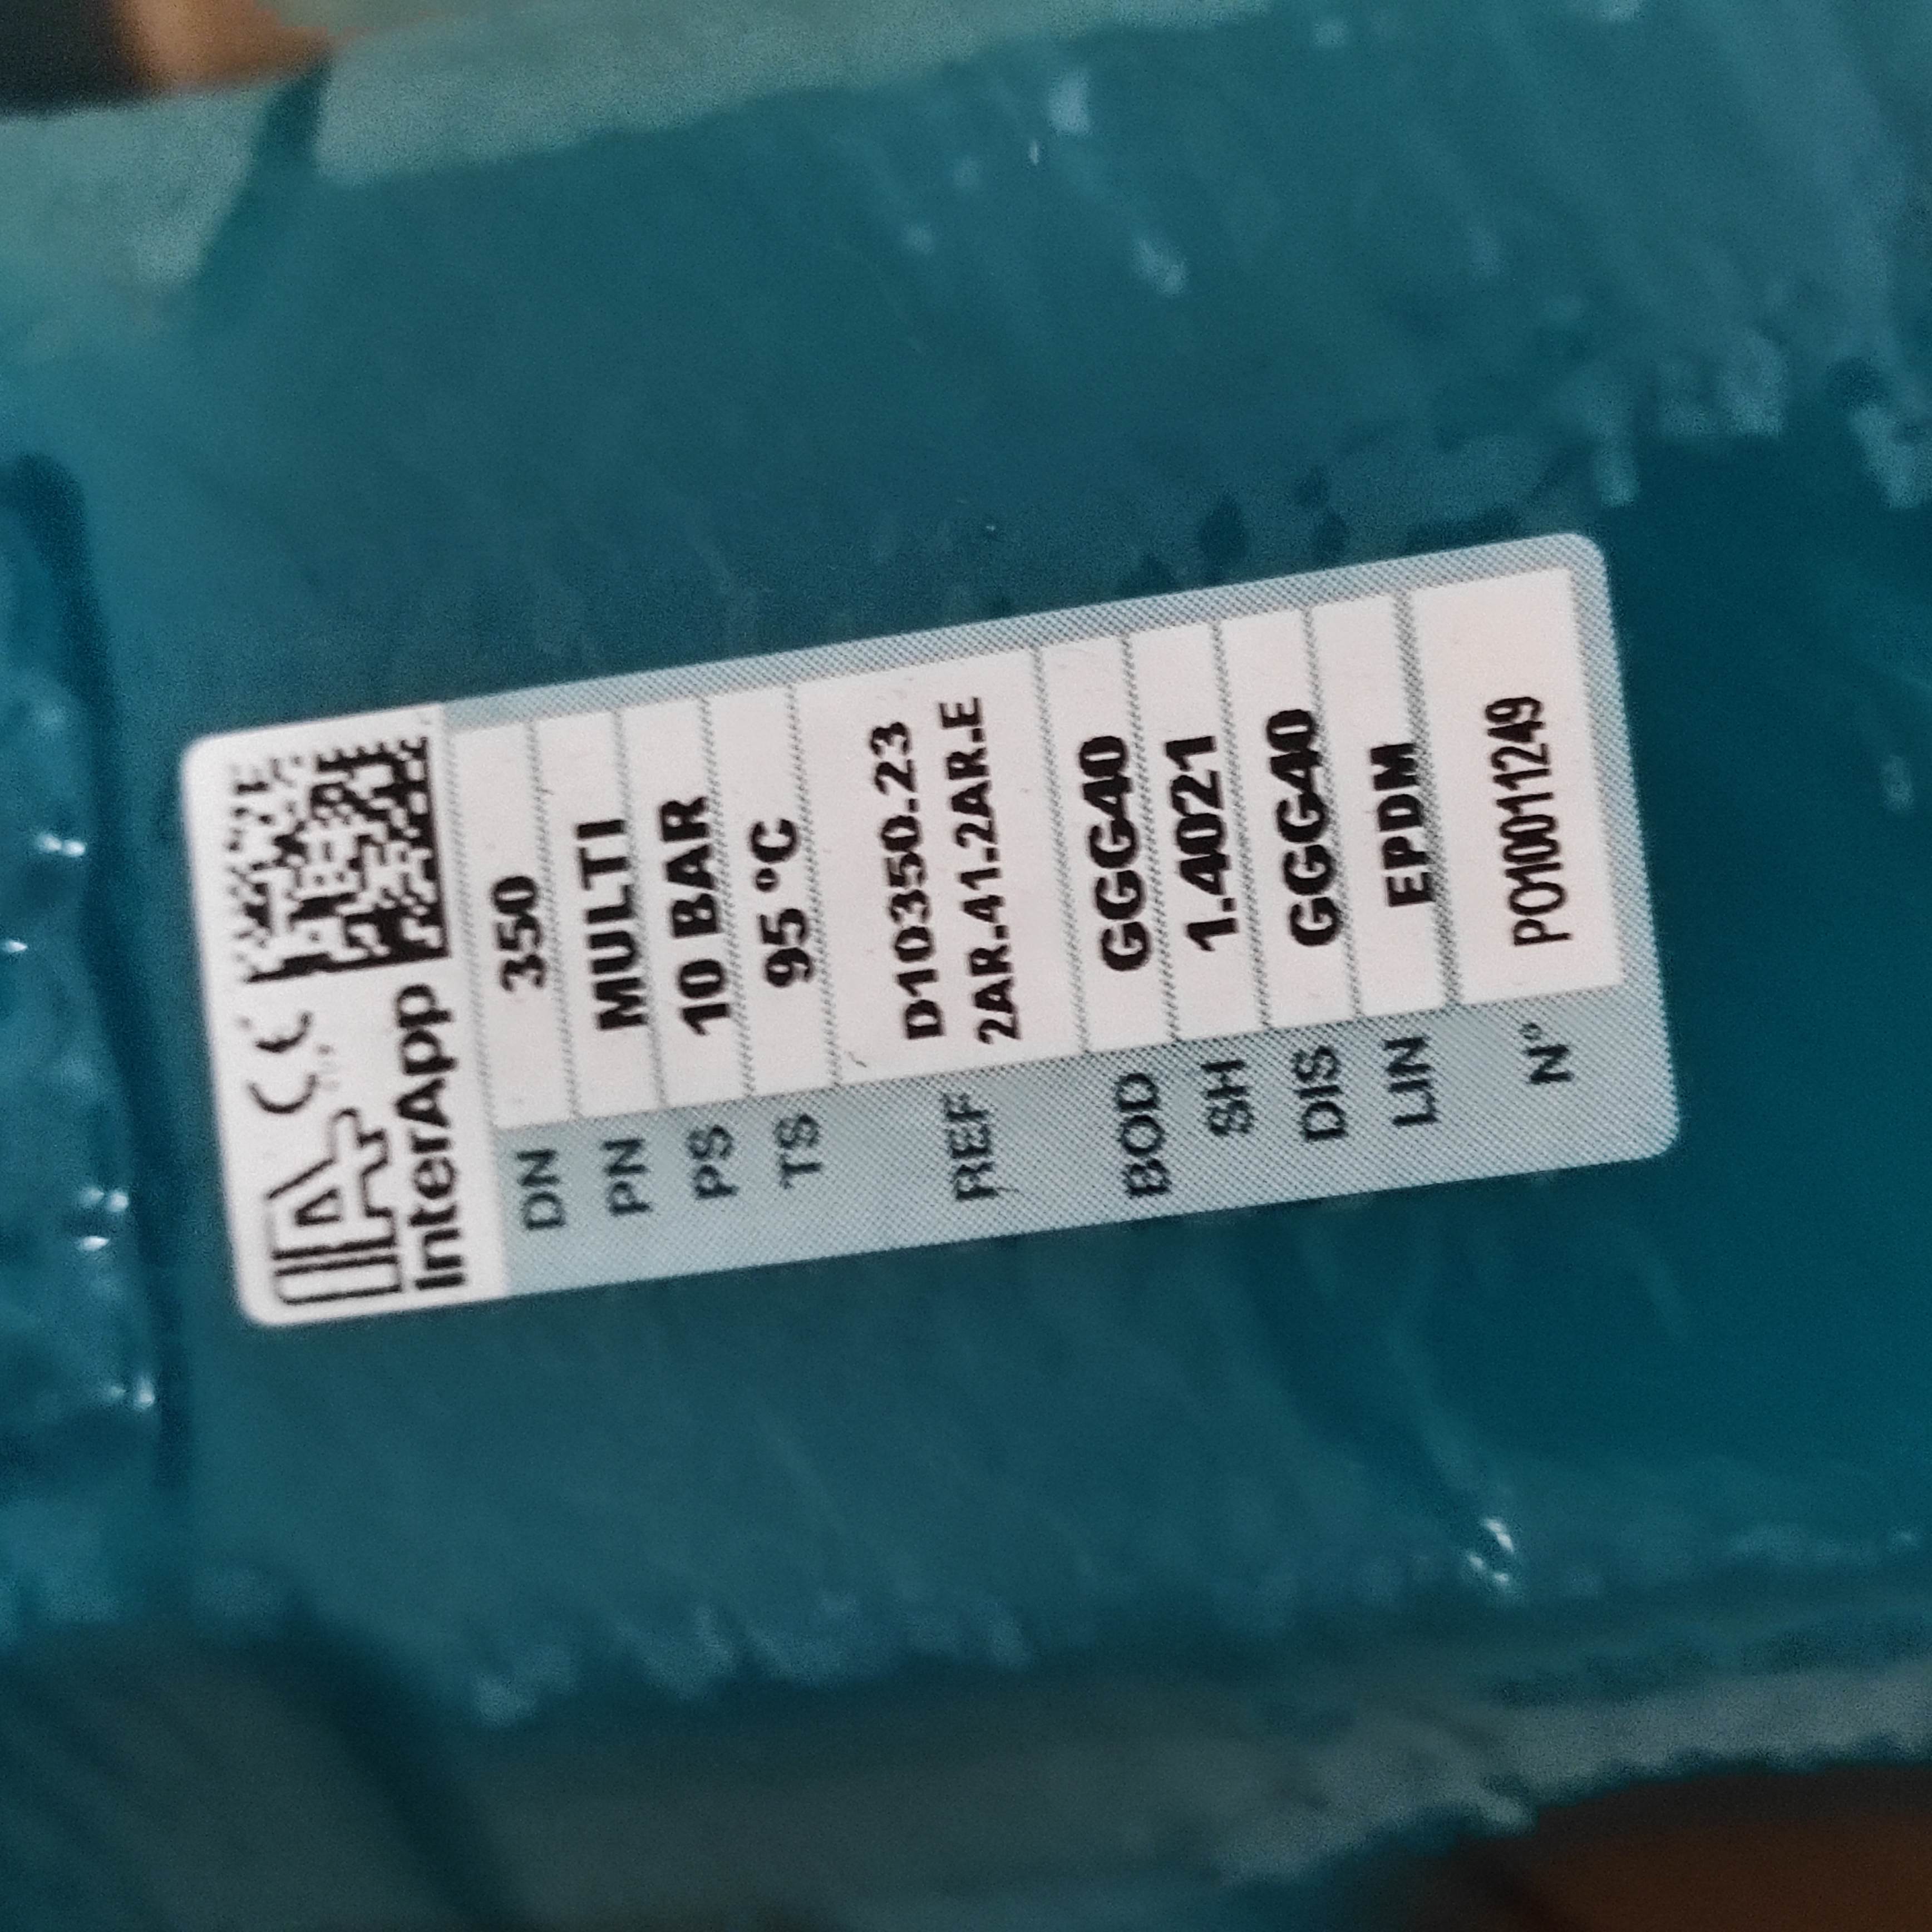 CE
InterApp
DN 350
PN MULTI
PS 10 BAR
TS 95 °C
REF D10350.23
2AR.41.2AR.E
BOD GGG40
SH 1.4021
DIS GGG40
LIN EPDM
N° PO10011249